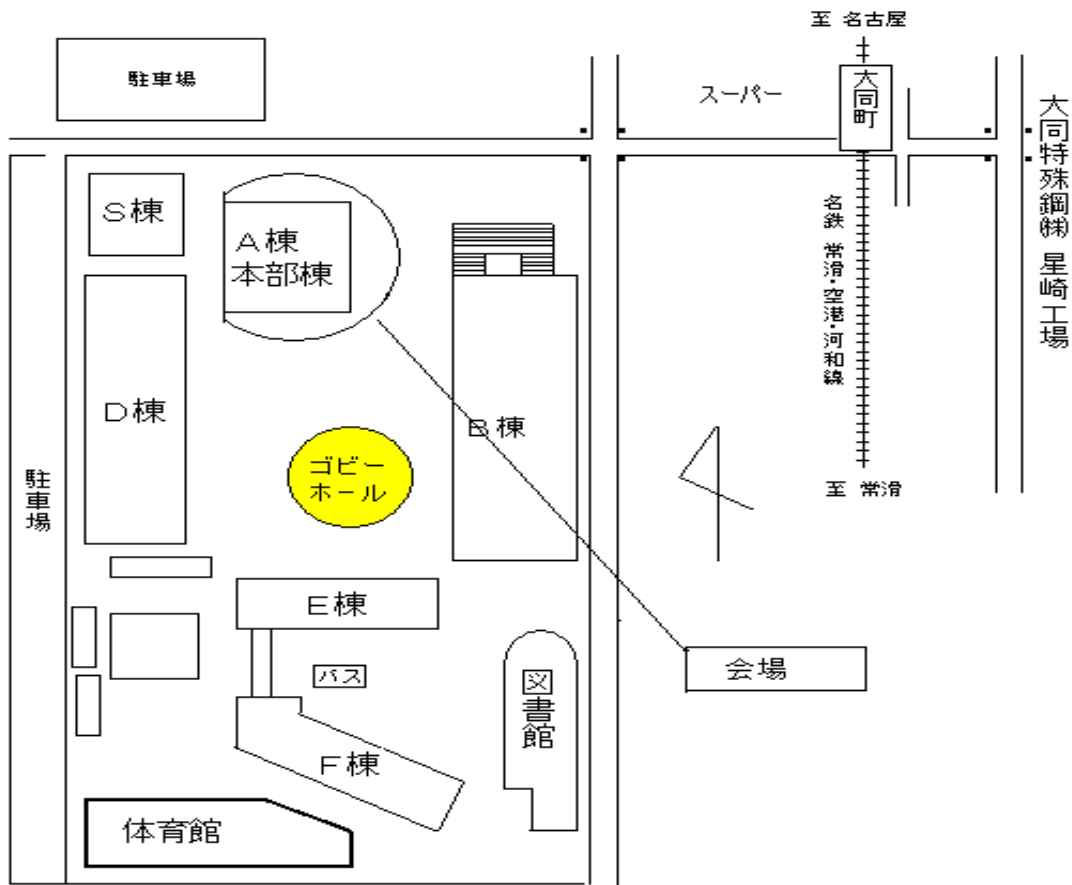 至 名古屋
駐車場
スーパー
大同町
大同特殊鋼㈱ 星崎工場
S棟
A棟
本部棟
名鉄 常滑・空港・河和線
D棟
B棟
ゴビー
ホール
駐車場
至 常滑
E棟
バス
図書館
会場
F棟
体育館